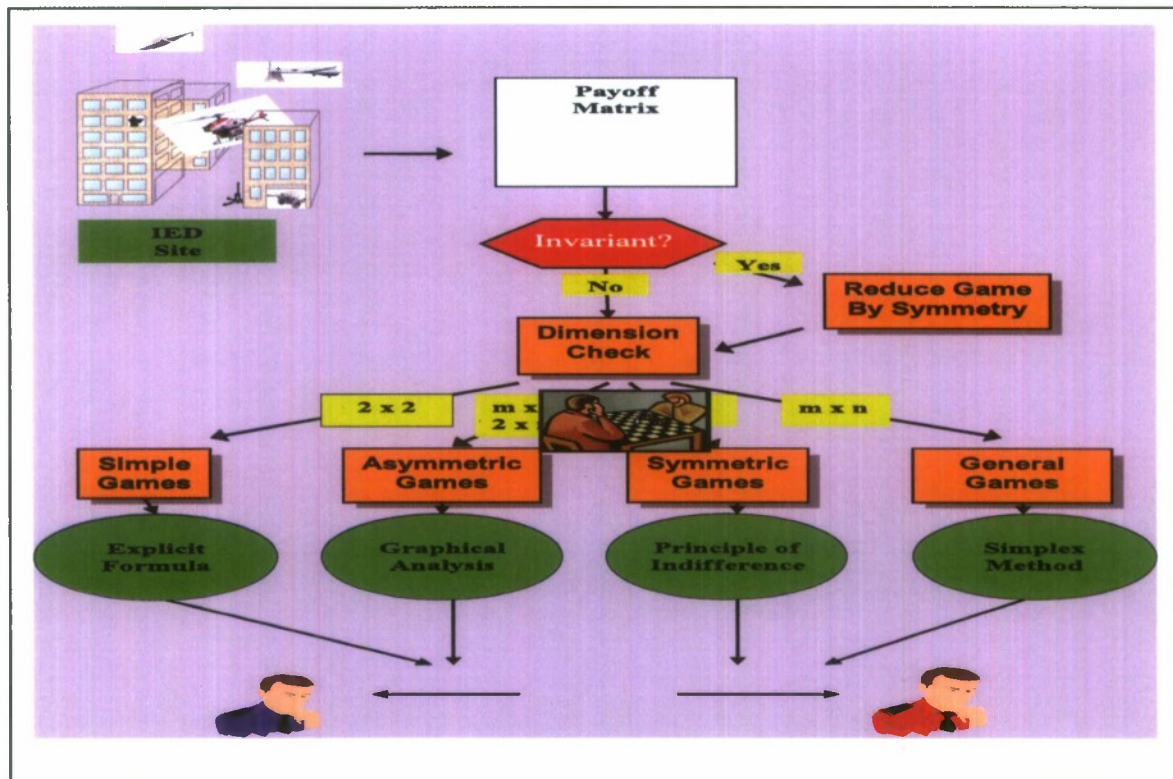 Payoff
Matrix
IED
Site
Invariant?
Yes
No
Reduce Game
By Symmetry
Dimension
Check
2 x 2
m x
2 x
m x n
Simple
Games
Asymmetric
Games
Symmetric
Games
General
Games
Explicit
Formula
Graphical
Analysis
Principle of
Indifference
Simplex
Method